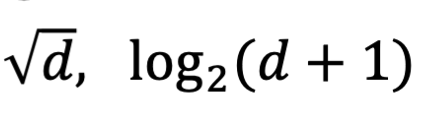 √d, log₂(d + 1)